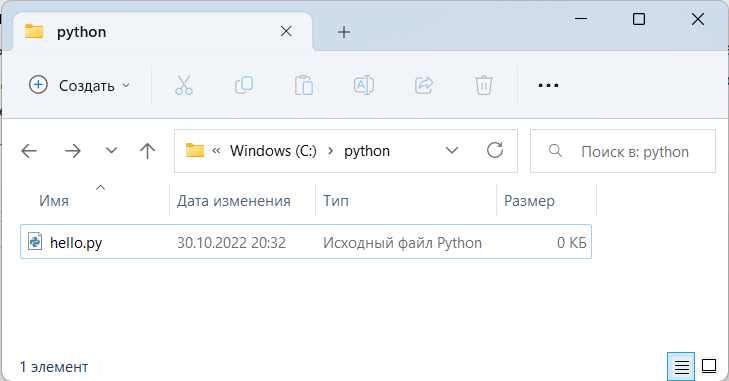 python
Создать
Windows (C:) python
Поиск в: python
Имя
Дата изменения
Тип
Размер
hello.py
30.10.2022 20:32
Исходный файл Python
0 КБ
1 элемент